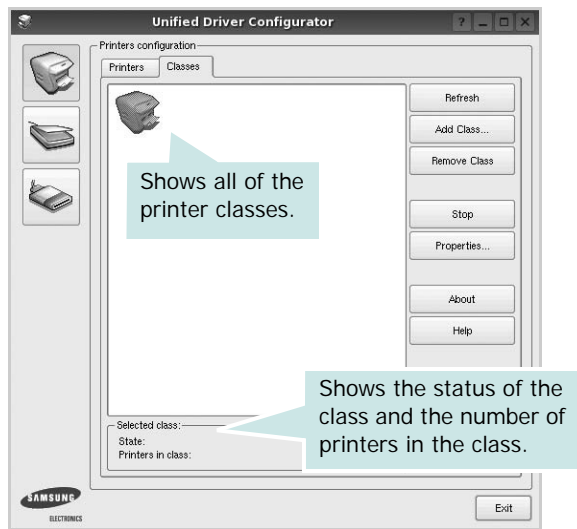 Unified Driver Configurator
?
Printers configuration
Printers
Classes
Refresh
Add Class...
Remove Class
Shows all of the
printer classes.
Stop
Properties...
About
Help
Shows the status of the
class and the number of
printers in the class.
Selected class:
State:
Printers in class:
SAMSUNG
ELECTRONICS
Exit